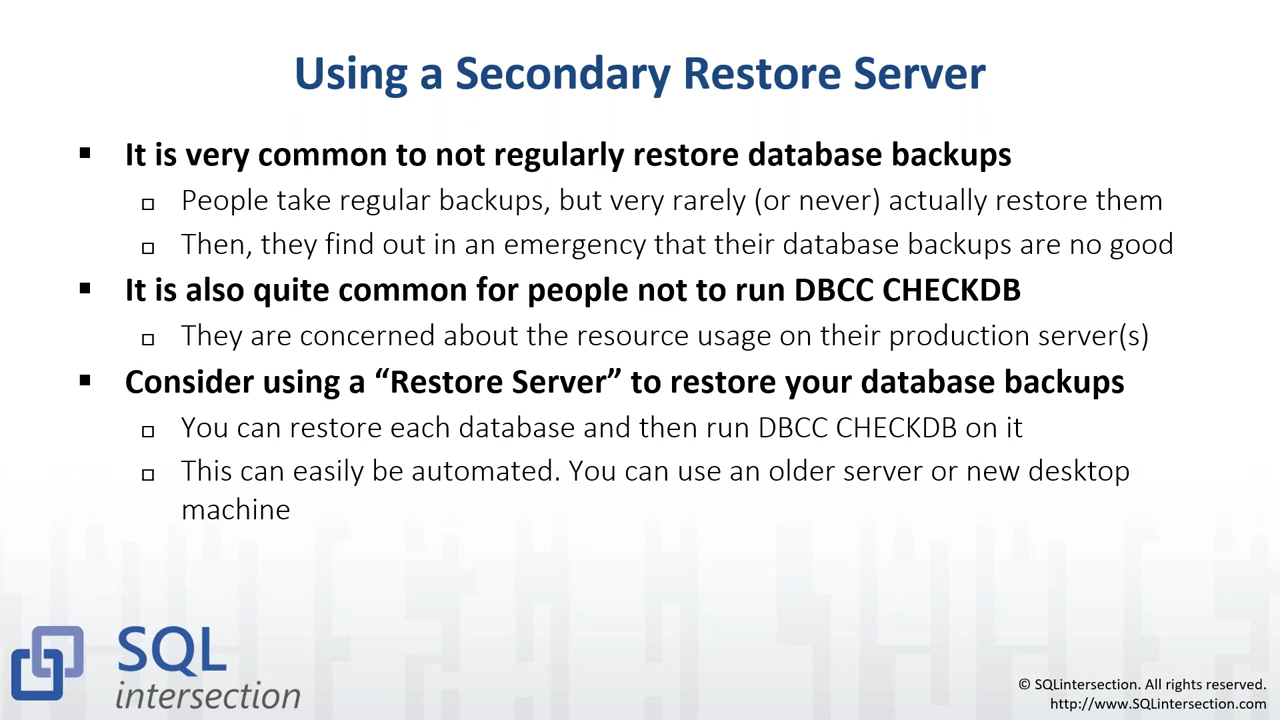 Using a Secondary Restore Server
It is very common to not regularly restore database backups
People take regular backups, but very rarely (or never) actually restore them
Then, they find out in an emergency that their database backups are no good
It is also quite common for people not to run DBCC CHECKDB
They are concerned about the resource usage on their production server(s)
Consider using a “Restore Server” to restore your database backups
You can restore each database and then run DBCC CHECKDB on it
This can easily be automated. You can use an older server or new desktop
machine
SQL
intersection
© SQLintersection. All rights reserved.
http://www.SQLintersection.com